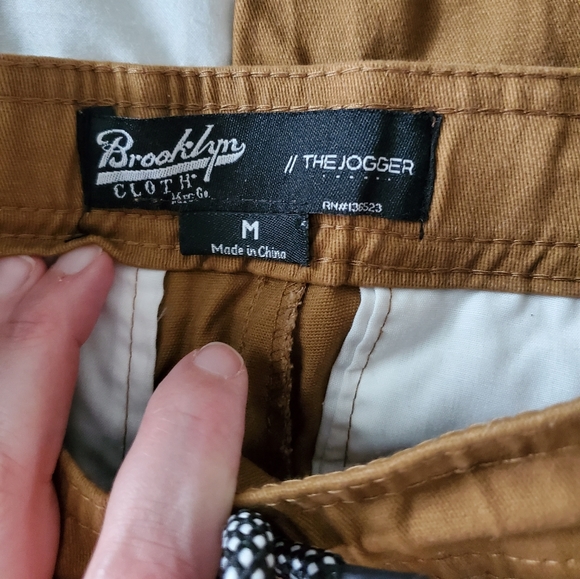 Brooklyn
CLOTH®
Mfg. Co.
// THE JOGGER
RN#136523
M
Made in China